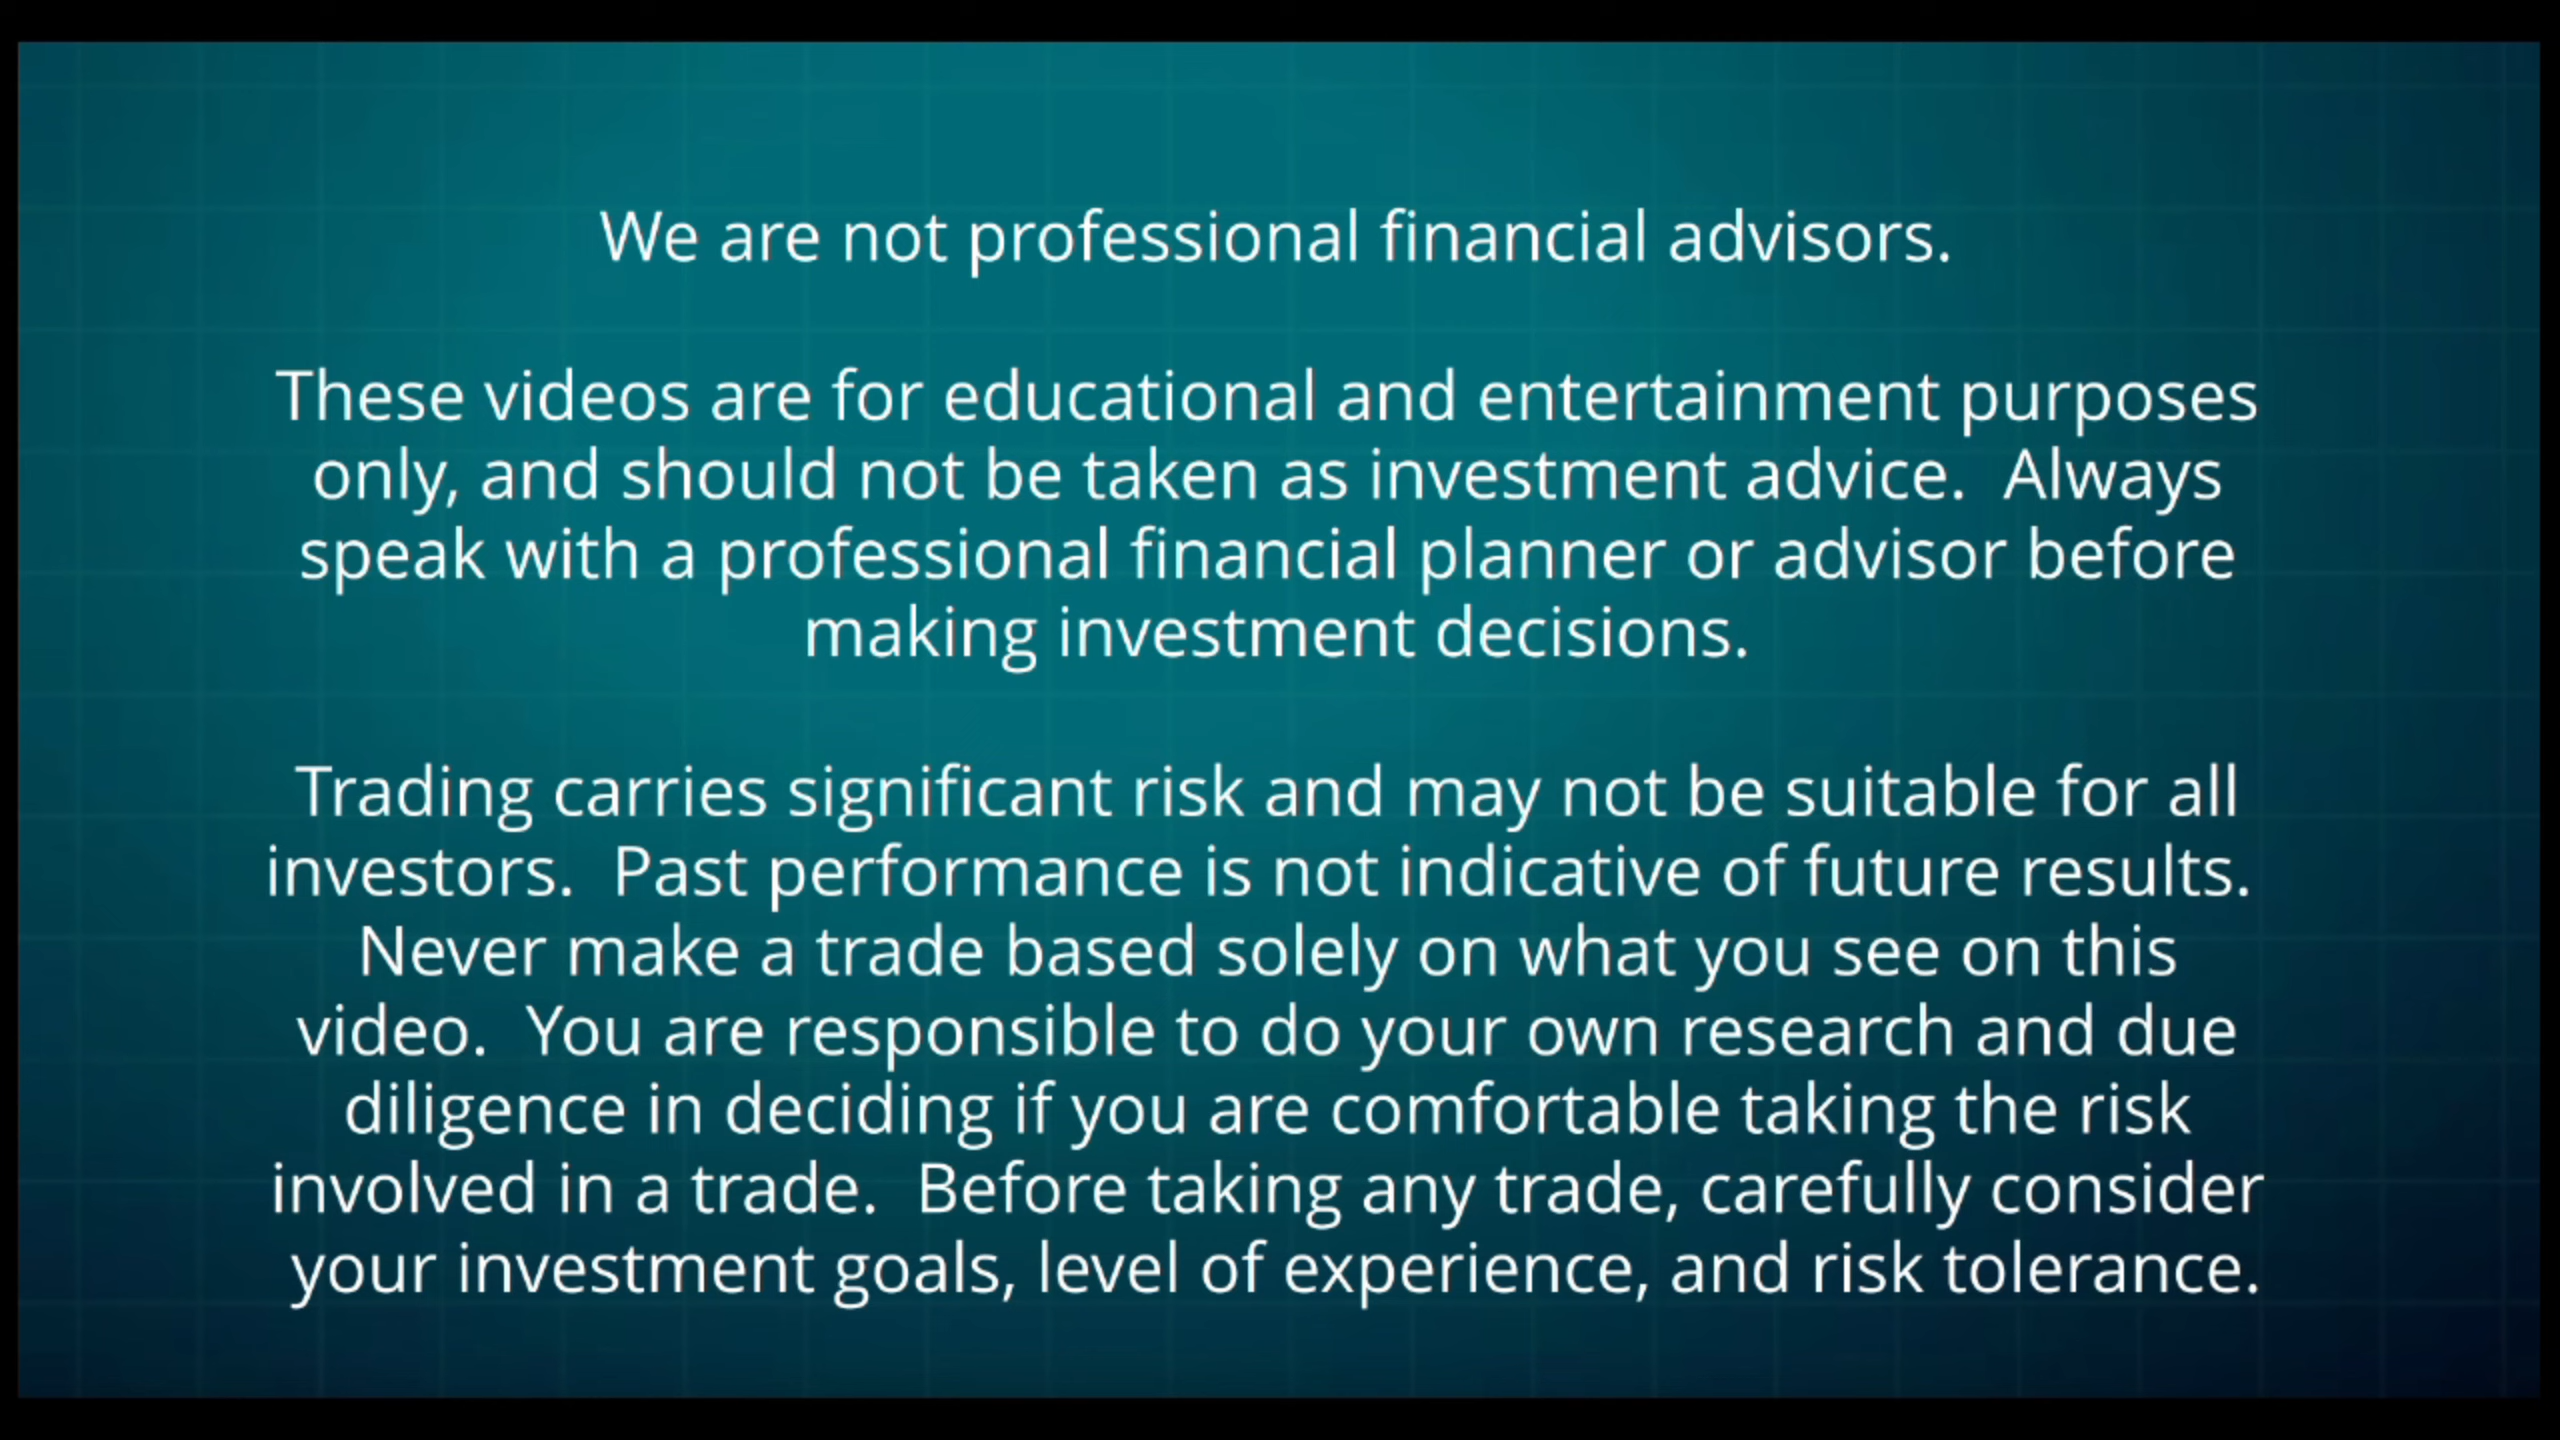 We are not professional financial advisors.
These videos are for educational and entertainment purposes
only, and should not be taken as investment advice.  Always
speak with a professional financial planner or advisor before
making investment decisions.
Trading carries significant risk and may not be suitable for all
investors.  Past performance is not indicative of future results.
Never make a trade based solely on what you see on this
video.  You are responsible to do your own research and due
diligence in deciding if you are comfortable taking the risk
involved in a trade.  Before taking any trade, carefully consider
your investment goals, level of experience, and risk tolerance.